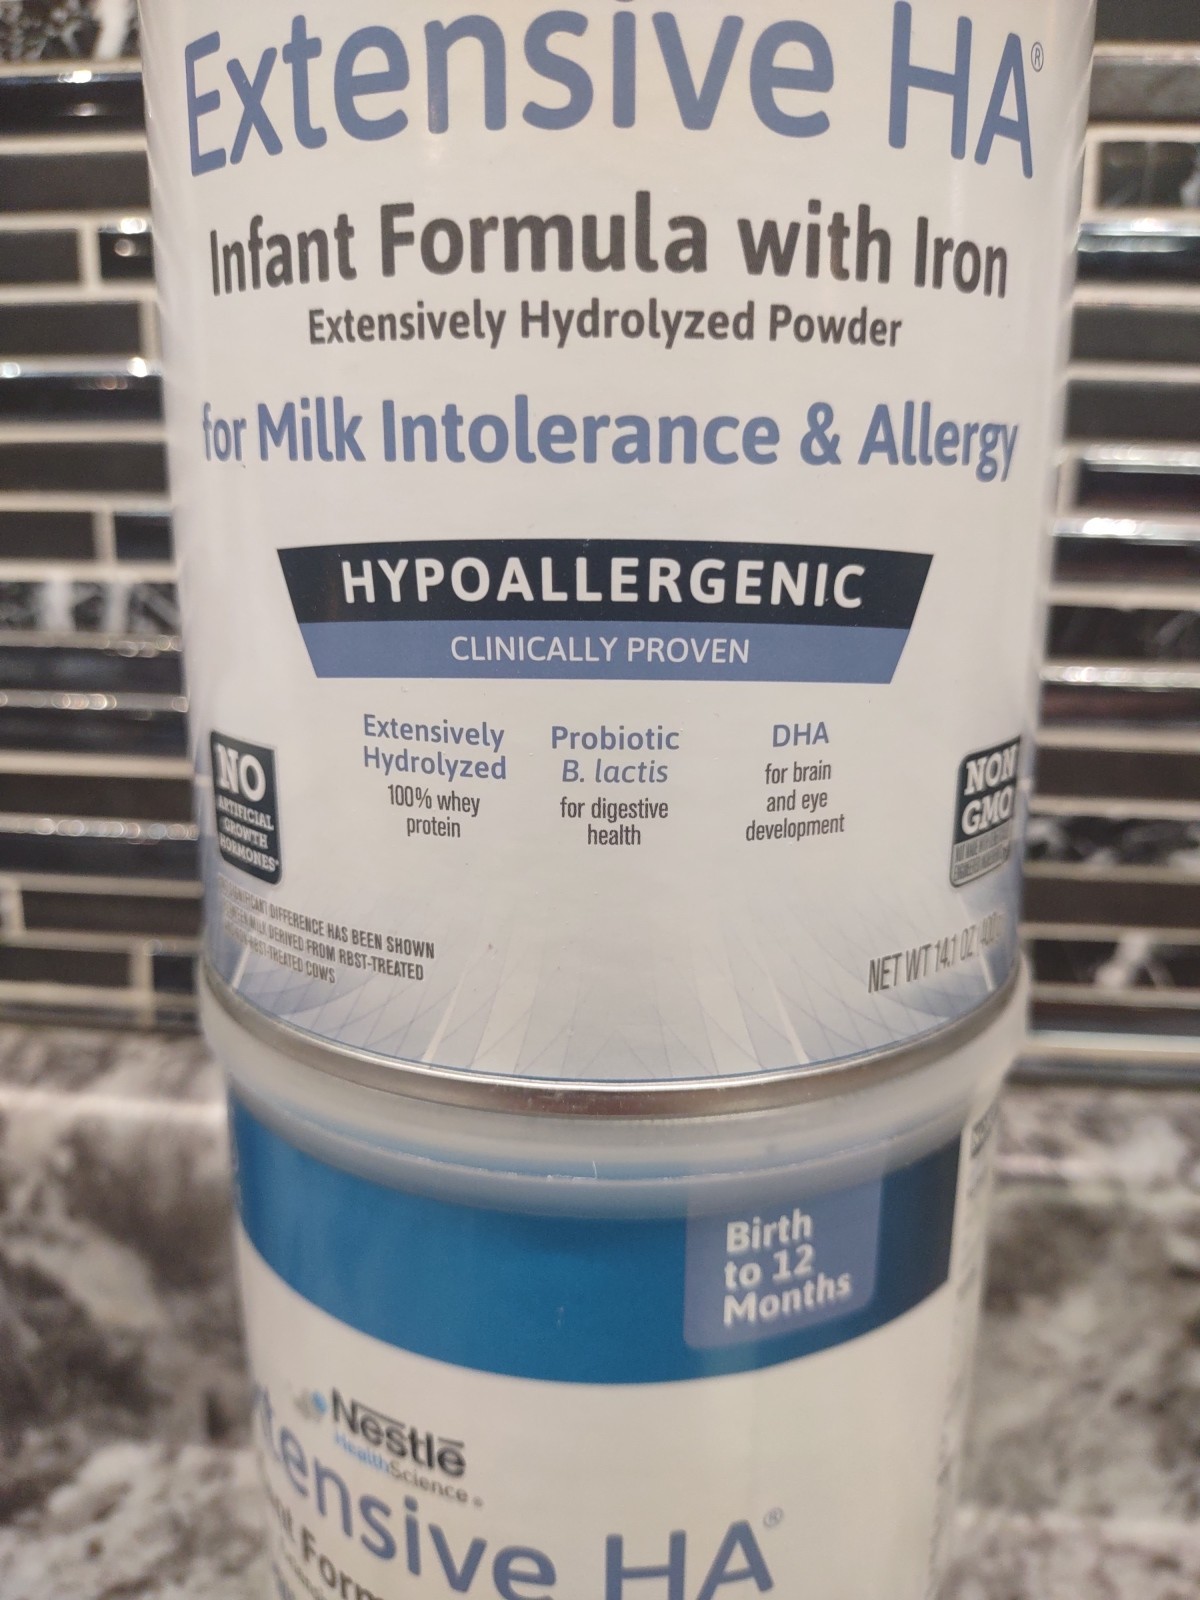 Extensive HA®
Infant Formula with Iron
Extensively Hydrolyzed Powder
for Milk Intolerance & Allergy
HYPOALLERGENIC
CLINICALLY PROVEN
Extensively
Hydrolyzed
100% whey
protein
Probiotic
B. lactis
for digestive
health
DHA
for brain
and eye
development
NO
ARTIFICIAL
GROWTH
HORMONES*
NON
GMO
DIFFERENCE HAS BEEN SHOWN
MILK DERIVED FROM RBST-TREATED
RBST-TREATED COWS
NET WT 14.1 OZ
Birth
to 12
Months
Nestlé
HealthScience®
tensive HA®